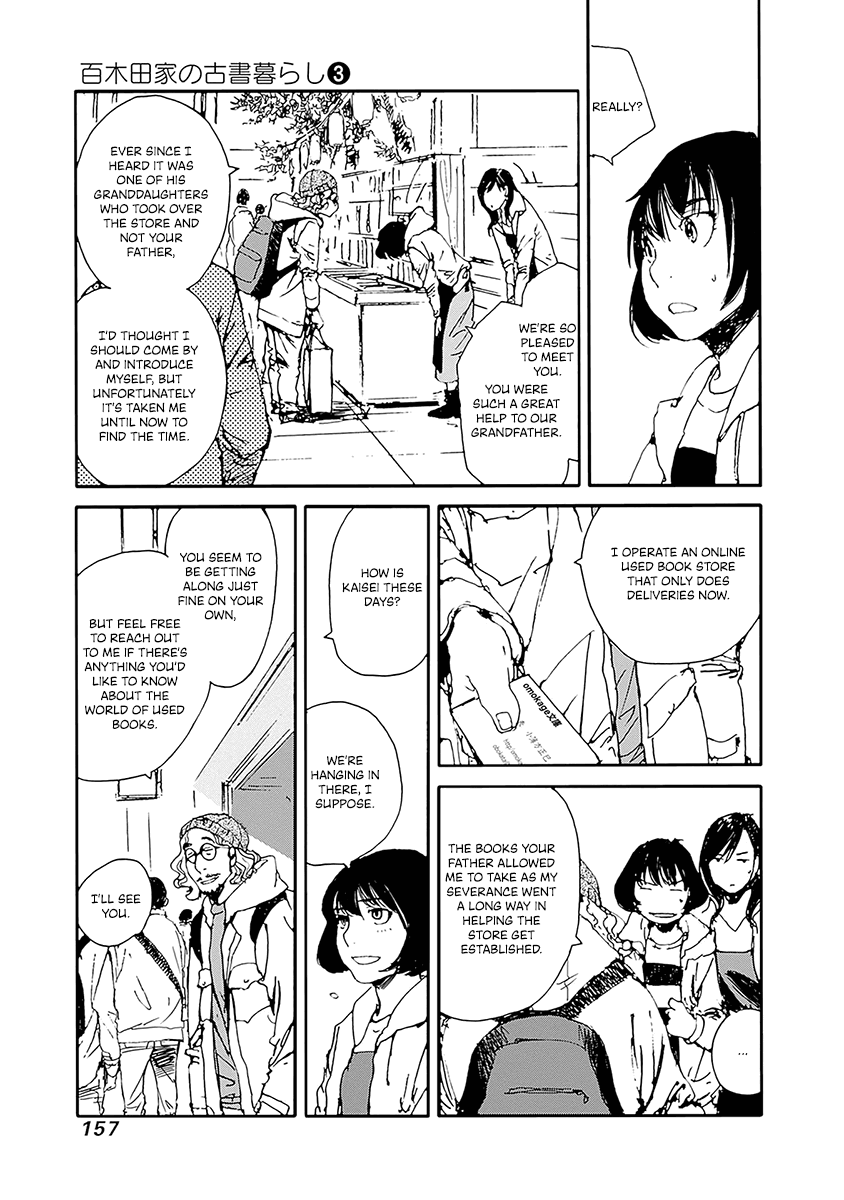 百木田家の古書暮らし❸
REALLY?
EVER SINCE I
HEARD IT WAS
ONE OF HIS
GRANDDAUGHTERS
WHO TOOK OVER
THE STORE AND
NOT YOUR
FATHER,
I'D THOUGHT I
SHOULD COME BY
AND INTRODUCE
MYSELF, BUT
UNFORTUNATELY
IT'S TAKEN ME
UNTIL NOW TO
FIND THE TIME.
WE'RE SO
PLEASED
TO MEET
YOU.
YOU WERE
SUCH A GREAT
HELP TO OUR
GRANDFATHER.
I OPERATE AN ONLINE
USED BOOK STORE
THAT ONLY DOES
DELIVERIES NOW.
omokage文庫
THE BOOKS YOUR
FATHER ALLOWED
ME TO TAKE AS MY
SEVERANCE WENT
A LONG WAY IN
HELPING THE
STORE GET
ESTABLISHED.
...
HOW IS
KAISEI THESE
DAYS?
WE'RE
HANGING IN
THERE, I
SUPPOSE.
YOU SEEM TO
BE GETTING
ALONG JUST
FINE ON YOUR
OWN,
BUT FEEL FREE
TO REACH OUT
TO ME IF THERE'S
ANYTHING YOU'D
LIKE TO KNOW
ABOUT THE
WORLD OF USED
BOOKS.
I'LL SEE
YOU.
157